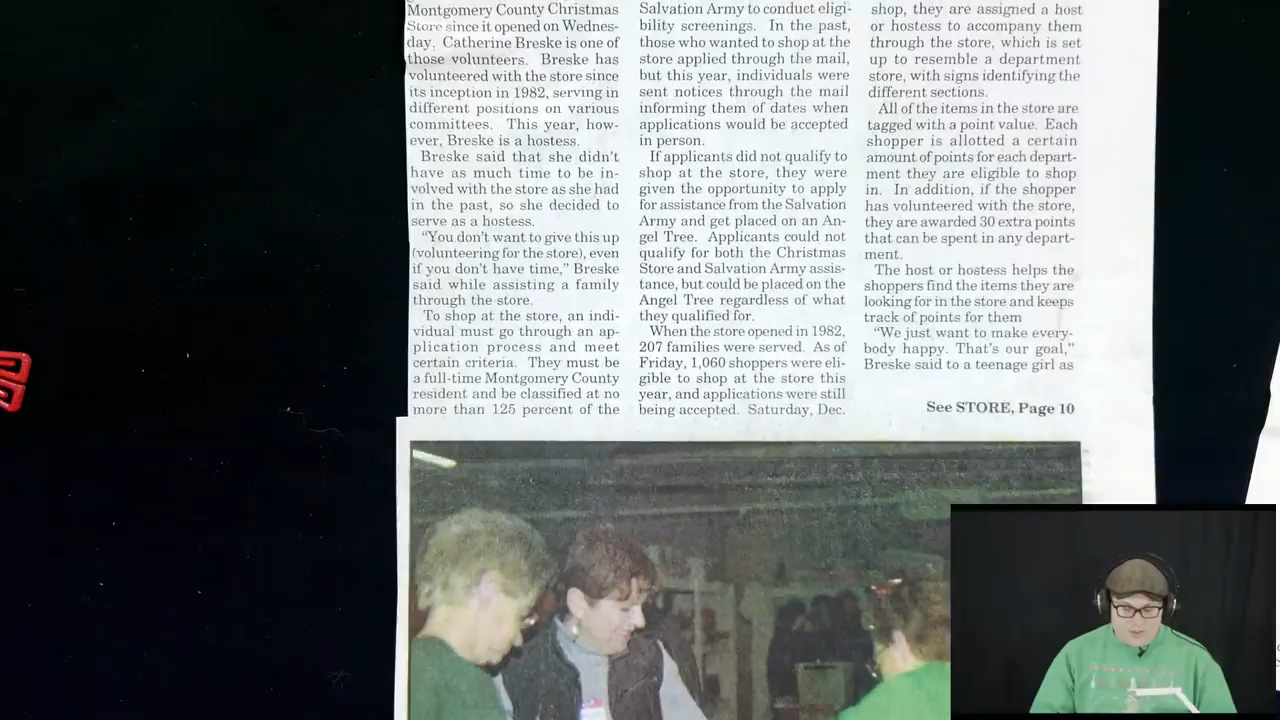 Montgomery County Christmas
Store since it opened on Wednes-
day. Catherine Breske is one of
those volunteers. Breske has
volunteered with the store since
its inception in 1982, serving in
different positions on various
committees. This year, how-
ever, Breske is a hostess.
Breske said that she didn't
have as much time to be in-
volved with the store as she had
in the past, so she decided to
serve as a hostess.
“You don't want to give this up
(volunteering for the store), even
if you don't have time,” Breske
said while assisting a family
through the store.
To shop at the store, an indi-
vidual must go through an ap-
plication process and meet
certain criteria. They must be
a full-time Montgomery County
resident and be classified at no
more than 125 percent of the
Salvation Army to conduct eligi-
bility screenings. In the past,
those who wanted to shop at the
store applied through the mail,
but this year, individuals were
sent notices through the mail
informing them of dates when
applications would be accepted
in person.
If applicants did not qualify to
shop at the store, they were
given the opportunity to apply
for assistance from the Salvation
Army and get placed on an An-
gel Tree. Applicants could not
qualify for both the Christmas
Store and Salvation Army assis-
tance, but could be placed on the
Angel Tree regardless of what
they qualified for.
When the store opened in 1982,
207 families were served. As of
Friday, 1,060 shoppers were eli-
gible to shop at the store this
year, and applications were still
being accepted. Saturday, Dec.
shop, they are assigned a host
or hostess to accompany them
through the store, which is set
up to resemble a department
store, with signs identifying the
different sections.
All of the items in the store are
tagged with a point value. Each
shopper is allotted a certain
amount of points for each depart-
ment they are eligible to shop
in. In addition, if the shopper
has volunteered with the store,
they are awarded 30 extra points
that can be spent in any depart-
ment.
The host or hostess helps the
shoppers find the items they are
looking for in the store and keeps
track of points for them
“We just want to make every-
body happy. That's our goal,”
Breske said to a teenage girl as
See STORE, Page 10